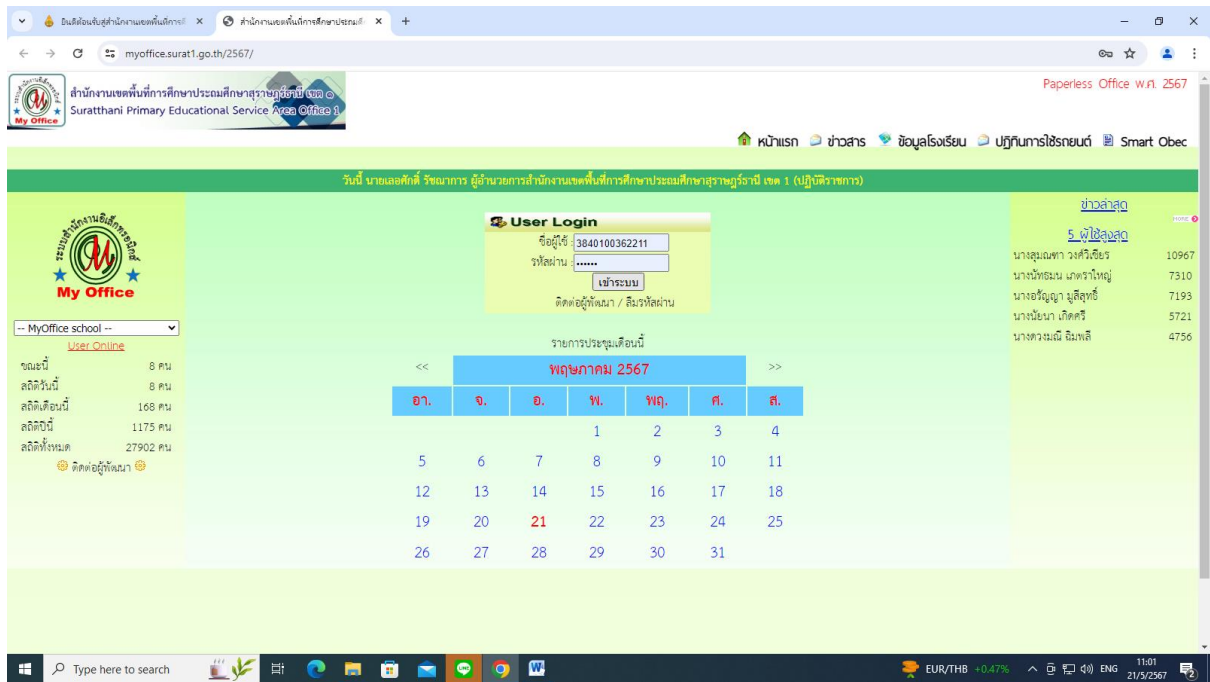 อินดีต้อนรับสู่สำนักงานเขตพื้นที่การศึ
สำนักงานเขตพื้นที่การศึกษาประถมศึ
myoffice.surat1.go.th/2567/
สำนักงานเขตพื้นที่การศึกษาประถมศึกษาสุราษฎร์ธานี เขต ๑
Suratthani Primary Educational Service Area Office 1
My Office
Paperless Office พ.ศ. 2567
หน้าแรก ข่าวสาร ข้อมูลโรงเรียน ปฏิทินการใช้รถยนต์ Smart Obec
วันนี้ นายเลอศักดิ์ รัชณาการ ผู้อำนวยการสำนักงานเขตพื้นที่การศึกษาประถมศึกษาสุราษฎร์ธานี เขต 1 (ปฏิบัติราชการ)
ระบบสำนักงานอิเล็กทรอนิกส์
My Office
-- MyOffice school --
User Online
ขณะนี้ 8 คน
สถิติวันนี้ 8 คน
สถิติเดือนนี้ 168 คน
สถิติปีนี้ 1175 คน
สถิติทั้งหมด 27902 คน
ติดต่อผู้พัฒนา
User Login
ชื่อผู้ใช้ : 3840100362211
รหัสผ่าน : ······
เข้าระบบ
ติดต่อผู้พัฒนา / ลืมรหัสผ่าน
รายการประชุมเดือนนี้
<< พฤษภาคม 2567 >>
อา. จ. อ. พ. พฤ. ศ. ส.
1 2 3 4
5 6 7 8 9 10 11
12 13 14 15 16 17 18
19 20 21 22 23 24 25
26 27 28 29 30 31
ข่าวล่าสุด
HOME
5 ผู้ใช้สูงสุด
นางสุมณฑา วงศ์วิเชียร 10967
นางนัทธมน เภตราใหญ่ 7310
นางอรัญญา มูสีสุทธิ์ 7193
นางนัยนา เกิดศรี 5721
นางดวงมณี ฉิมพลี 4756
Type here to search
EUR/THB +0.47%
ENG
11:01
21/5/2567